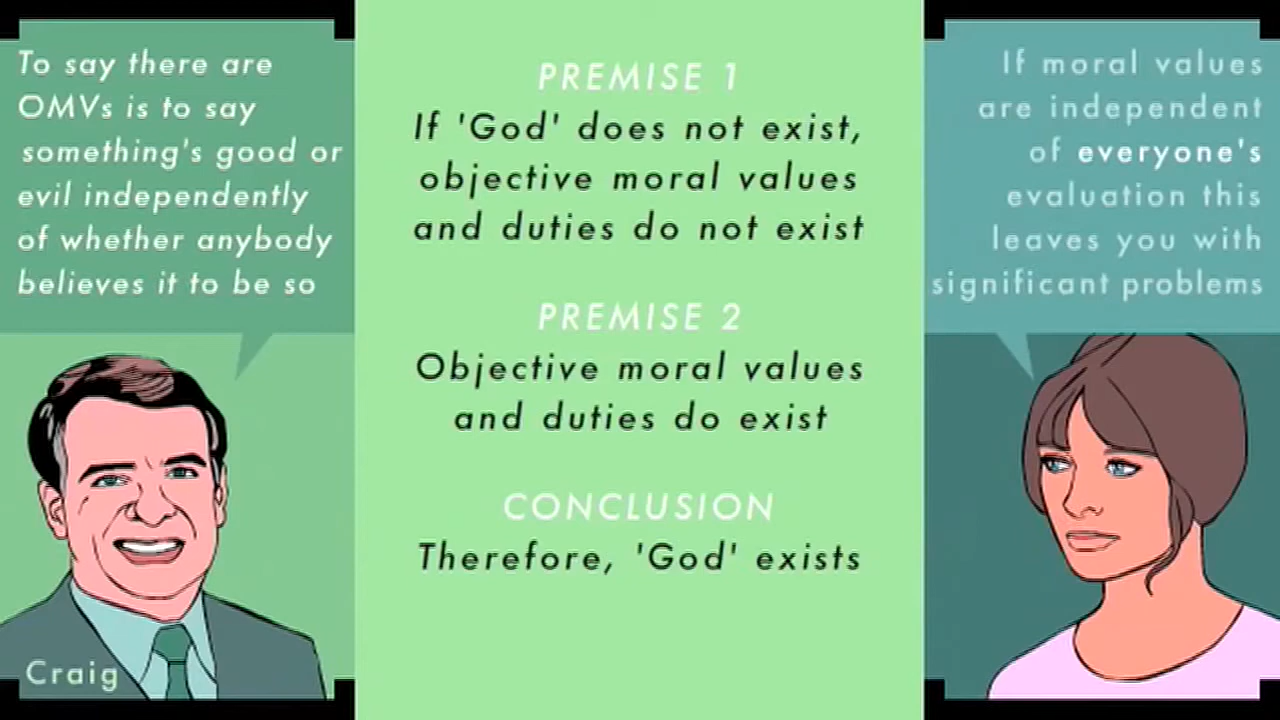 To say there are
OMVs is to say
something's good or
evil independently
of whether anybody
believes it to be so
Craig
PREMISE 1
If 'God' does not exist,
objective moral values
and duties do not exist
PREMISE 2
Objective moral values
and duties do exist
CONCLUSION
Therefore, 'God' exists
If moral values
are independent
of everyone's
evaluation this
leaves you with
significant problems